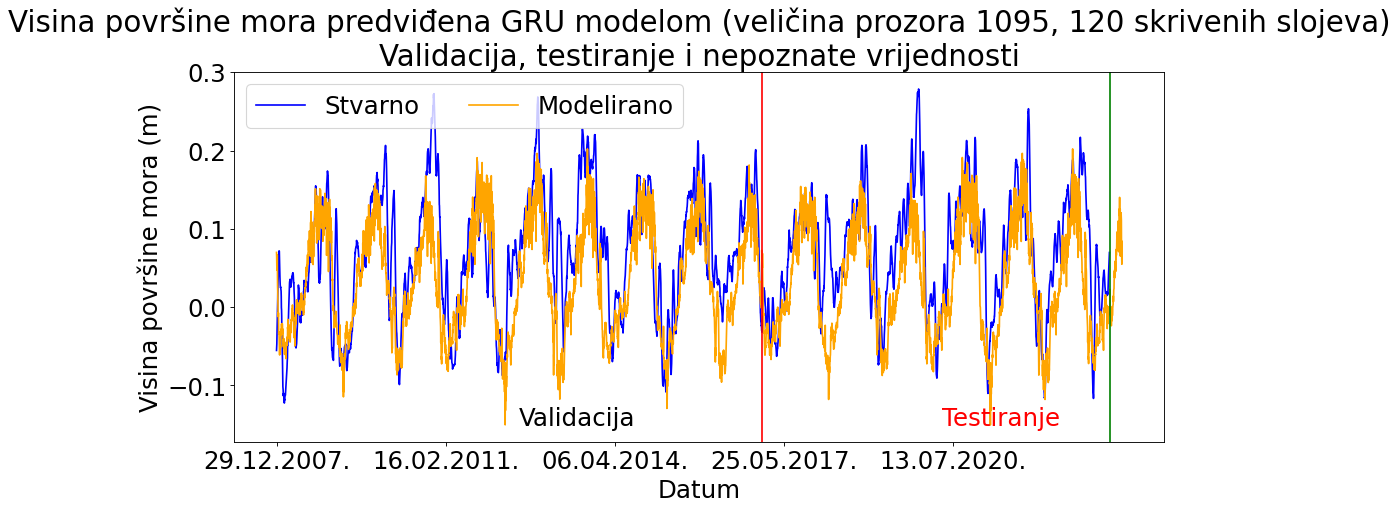 Visina površine mora predviđena GRU modelom (veličina prozora 1095, 120 skrivenih slojeva)
Validacija, testiranje i nepoznate vrijednosti
Stvarno
Modelirano
Visina površine mora (m)
0.3
0.2
0.1
0.0
−0.1
Validacija
Testiranje
29.12.2007.
16.02.2011.
06.04.2014.
25.05.2017.
13.07.2020.
Datum